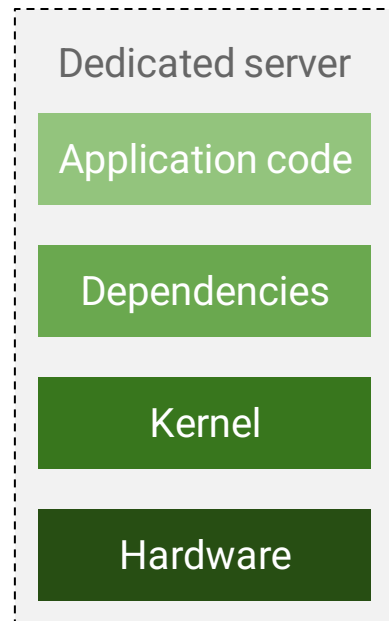 Dedicated server
Application code
Dependencies
Kernel
Hardware